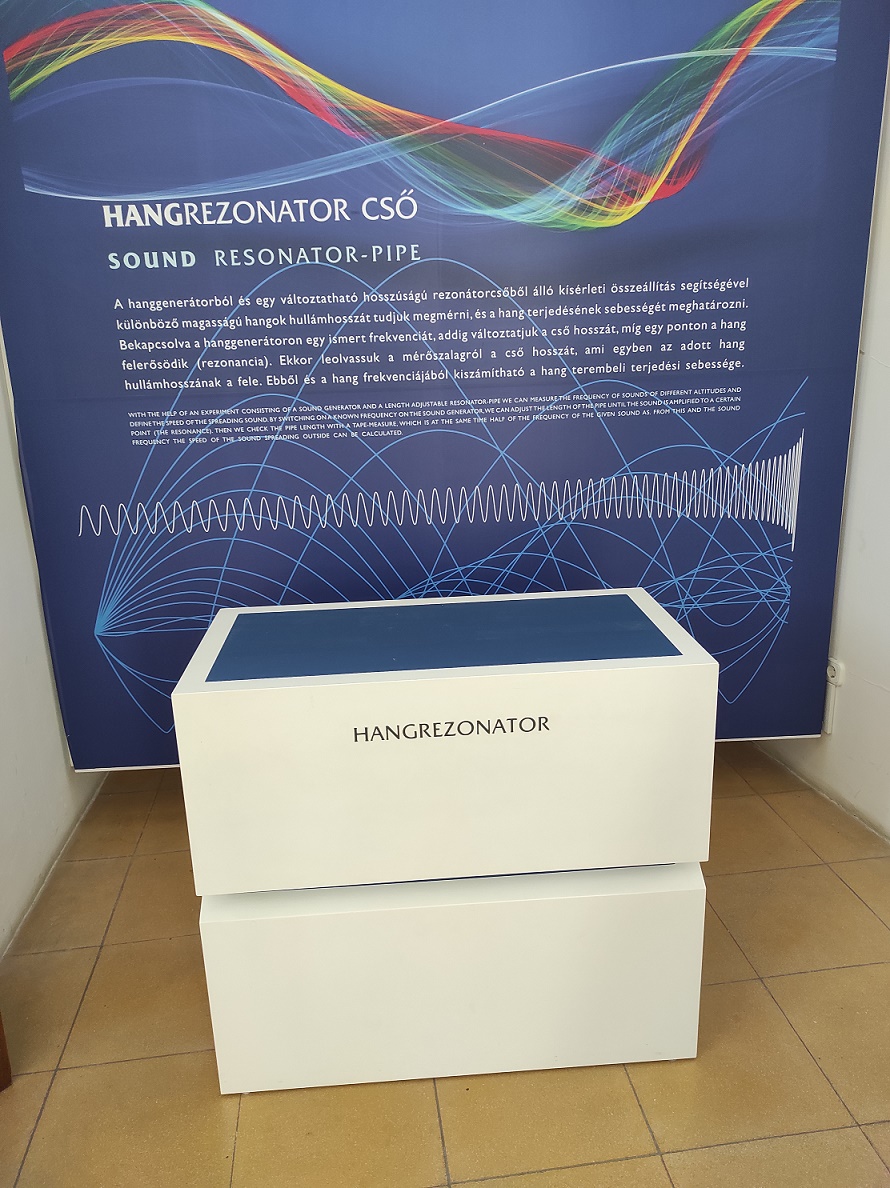 HANGREZONATOR CSŐ
SOUND RESONATOR-PIPE
A hanggenerátorból és egy változtatható hosszúságú rezonátorcsőből álló kísérleti összeállítás segítségével
különböző magasságú hangok hullámhosszát tudjuk megmérni, és a hang terjedésének sebességét meghatározni.
Bekapcsolva a hanggenerátoron egy ismert frekvenciát, addig változtatjuk a cső hosszát, míg egy ponton a hang
felerősödik (rezonancia). Ekkor leolvassuk a mérőszalagról a cső hosszát, ami egyben az adott hang
hullámhosszának a fele. Ebből és a hang frekvenciájából kiszámítható a hang terembeli terjedési sebessége.
WITH THE HELP OF AN EXPERIMENT CONSISTING OF A SOUND GENERATOR AND A LENGTH ADJUSTABLE RESONATOR-PIPE WE CAN MEASURE THE FREQUENCY OF SOUNDS OF DIFFERENT ALTITUDES AND
DEFINE THE SPEED OF THE SPREADING SOUND. BY SWITCHING ON A KNOWN FREQUENCY ON THE SOUND GENERATOR, WE CAN ADJUST THE LENGTH OF THE PIPE UNTIL THE SOUND IS AMPLIFIED TO A CERTAIN
POINT (THE RESONANCE). THEN WE CHECK THE PIPE LENGTH WITH A TAPE-MEASURE, WHICH IS AT THE SAME TIME HALF OF THE FREQUENCY OF THE GIVEN SOUND AS. FROM THIS AND THE SOUND
FREQUENCY THE SPEED OF THE SOUND SPREADING OUTSIDE CAN BE CALCULATED.
HANGREZONATOR